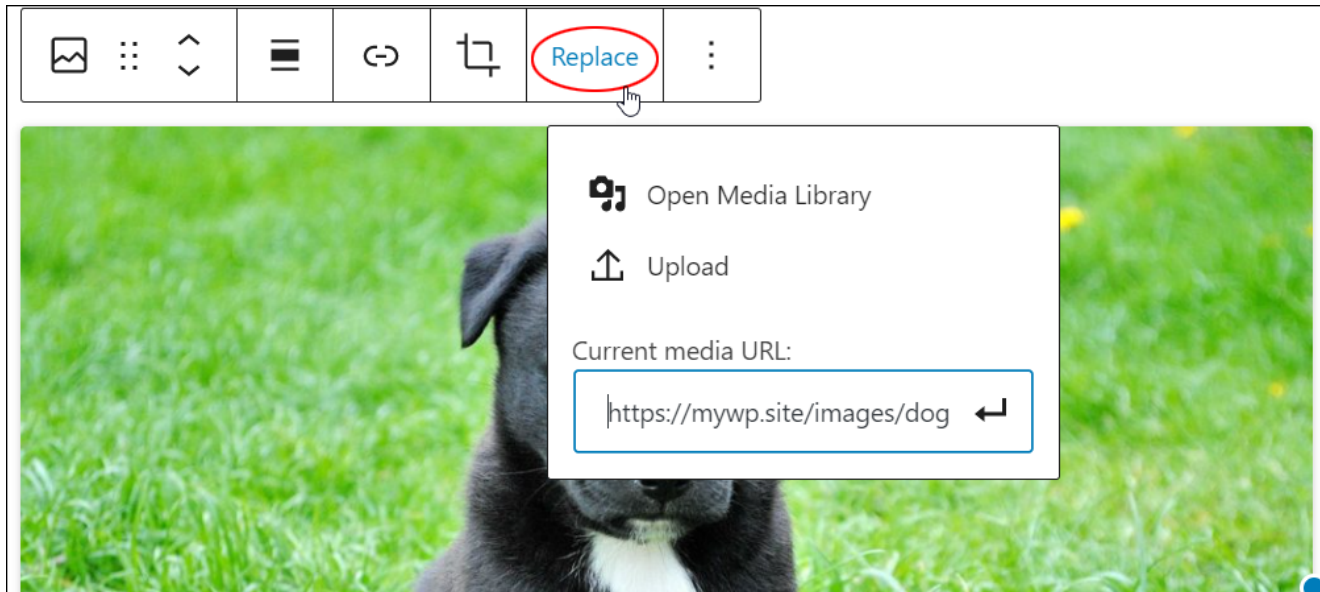 Replace
Open Media Library
Upload
Current media URL:
https://mywp.site/images/dog